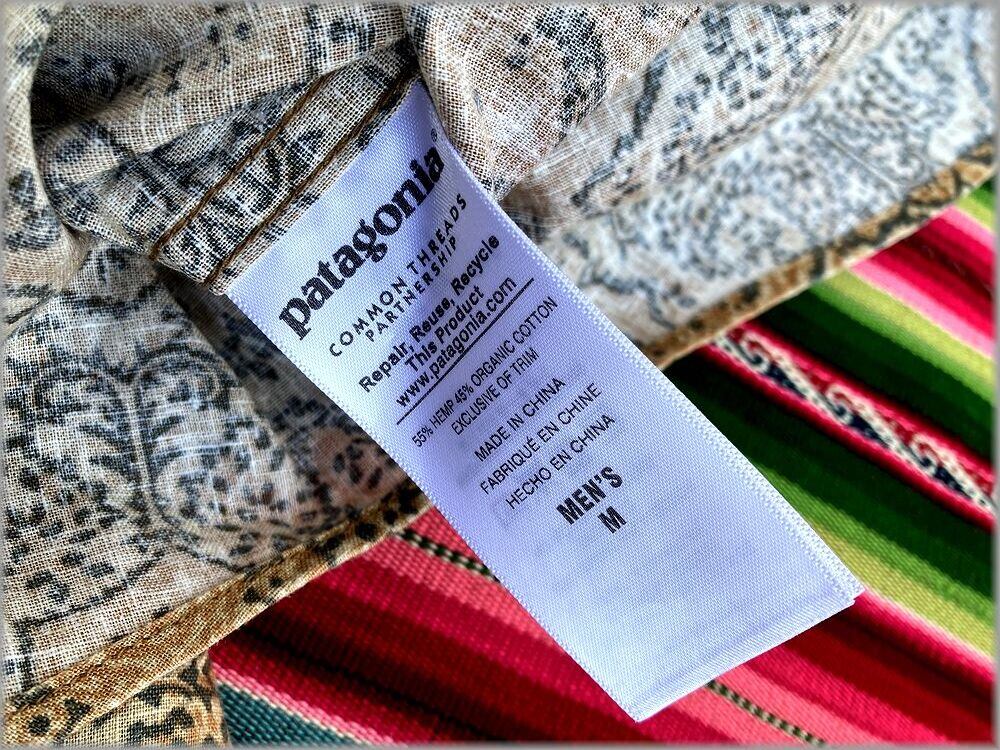 patagonia®
COMMON THREADS
PARTNERSHIP
Repair, Reuse, Recycle
This Product
www.patagonia.com
55% HEMP 45% ORGANIC COTTON
EXCLUSIVE OF TRIM
MADE IN CHINA
FABRIQUÉ EN CHINE
HECHO EN CHINA
MEN'S
M